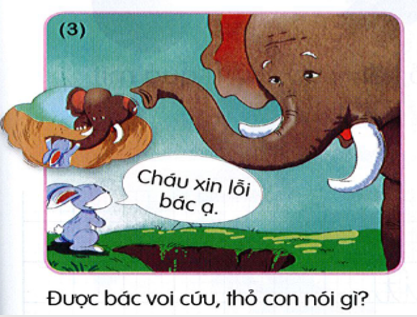 (3)
Cháu xin lỗi
bác ạ.
Được bác voi cứu, thỏ con nói gì?